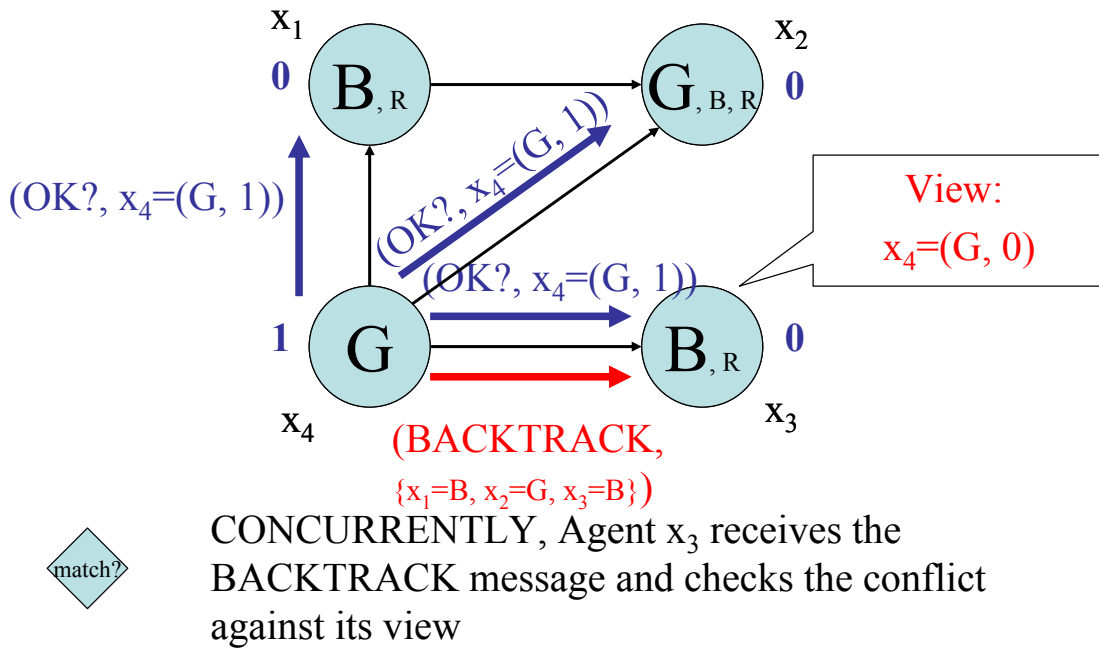 x1
x2
0
B, R
G, B, R
0
(OK?, x4=(G, 1))
(OK?, x4=(G, 1))
View:
x4=(G, 0)
(OK?, x4=(G, 1))
1
G
B, R
0
x4
x3
(BACKTRACK,
{x1=B, x2=G, x3=B})
match?
CONCURRENTLY, Agent x3 receives the
BACKTRACK message and checks the conflict
against its view